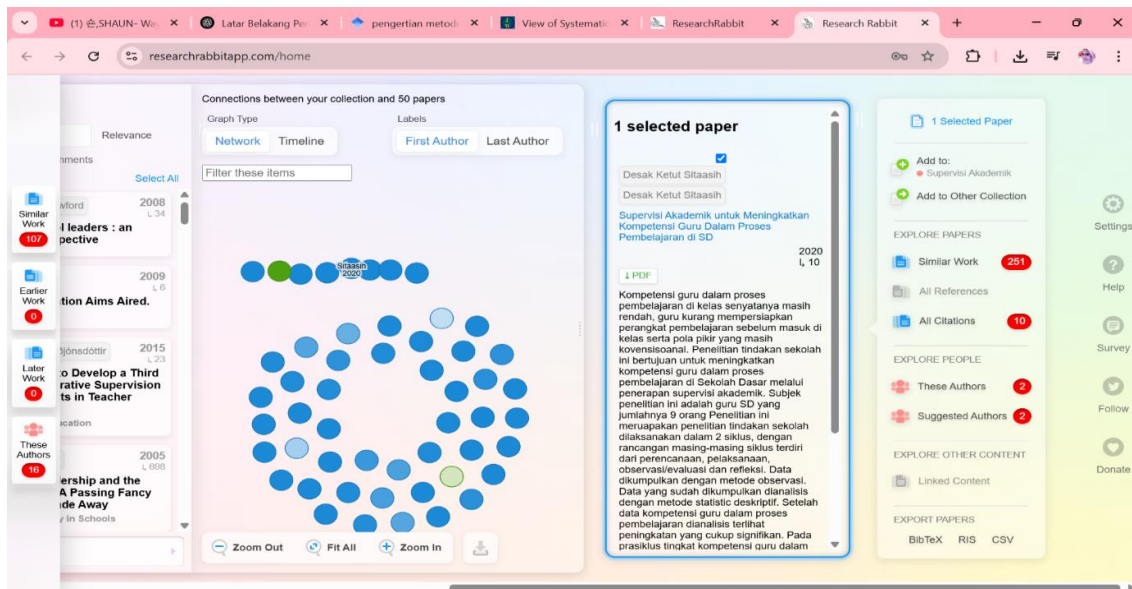 (1) 손,SHAUN- Way
Latar Belakang Per
pengertian metode
View of Systematic
ResearchRabbit
Research Rabbit
researchrabbitapp.com/home
Similar
Work
107
Earlier
Work
0
Later
Work
0
These
Authors
16
Relevance
nments
Select All
wford
2008
34
l leaders : an
pective
2009
6
tion Aims Aired.
þjónsdóttir
2015
23
to Develop a Third
rative Supervision
ts in Teacher
ucation
2005
698
lership and the
A Passing Fancy
ade Away
y in Schools
Connections between your collection and 50 papers
Graph Type
Labels
Network Timeline
First Author Last Author
Filter these items
Sitaasih
2020
Zoom Out
Fit All
Zoom In
1 selected paper
Desak Ketut Sitaasih
Desak Ketut Sitaasih
Supervisi Akademik untuk Meningkatkan
Kompetensi Guru Dalam Proses
Pembelajaran di SD
2020
10
PDF
Kompetensi guru dalam proses
pembelajaran di kelas senyatanya masih
rendah, guru kurang mempersiapkan
perangkat pembelajaran sebelum masuk di
kelas serta pola pikir yang masih
kovensisoanal. Penelitian tindakan sekolah
ini bertujuan untuk meningkatkan
kompetensi guru dalam proses
pembelajaran di Sekolah Dasar melalui
penerapan supervisi akademik. Subjek
penelitian ini adalah guru SD yang
jumlahnya 9 orang Penelitian ini
meruapakan penelitian tindakan sekolah
dilaksanakan dalam 2 siklus, dengan
rancangan masing-masing siklus terdiri
dari perencanaan, pelaksanaan,
observasi/evaluasi dan refleksi. Data
dikumpulkan dengan metode observasi.
Data yang sudah dikumpulkan dianalisis
dengan metode statistic deskriptif. Setelah
data kompetensi guru dalam proses
pembelajaran dianalisis terlihat
peningkatan yang cukup signifikan. Pada
prasiklus tingkat kompetensi guru dalam
1 Selected Paper
Add to:
Supervisi Akademik
Add to Other Collection
EXPLORE PAPERS
Similar Work 251
All References
All Citations 10
EXPLORE PEOPLE
These Authors 2
Suggested Authors 2
EXPLORE OTHER CONTENT
Linked Content
EXPORT PAPERS
BibTeX RIS CSV
Settings
Help
Survey
Follow
Donate